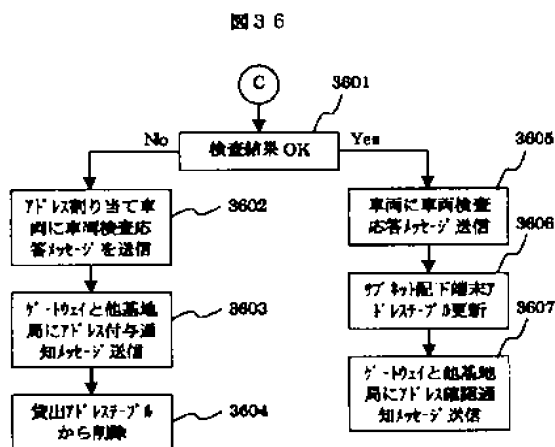 図36
C
3601
検査結果OK
No
Yes
3602
ｱﾄﾞﾚｽ割り当て車
両に車両検査応
答ﾒｯｾｰｼﾞを送信
3603
ｹﾞｰﾄｳｪｲと他基地
局にｱﾄﾞﾚｽ付与通
知ﾒｯｾｰｼﾞ送信
3604
貸出ｱﾄﾞﾚｽﾃｰﾌﾞﾙ
から削除
3605
車両に車両検査
応答ﾒｯｾｰｼﾞ送信
3606
ｻﾌﾞﾈｯﾄ配下端末ｱ
ﾄﾞﾚｽﾃｰﾌﾞﾙ更新
3607
ｹﾞｰﾄｳｪｲと他基地
局にｱﾄﾞﾚｽ確認通
知ﾒｯｾｰｼﾞ送信